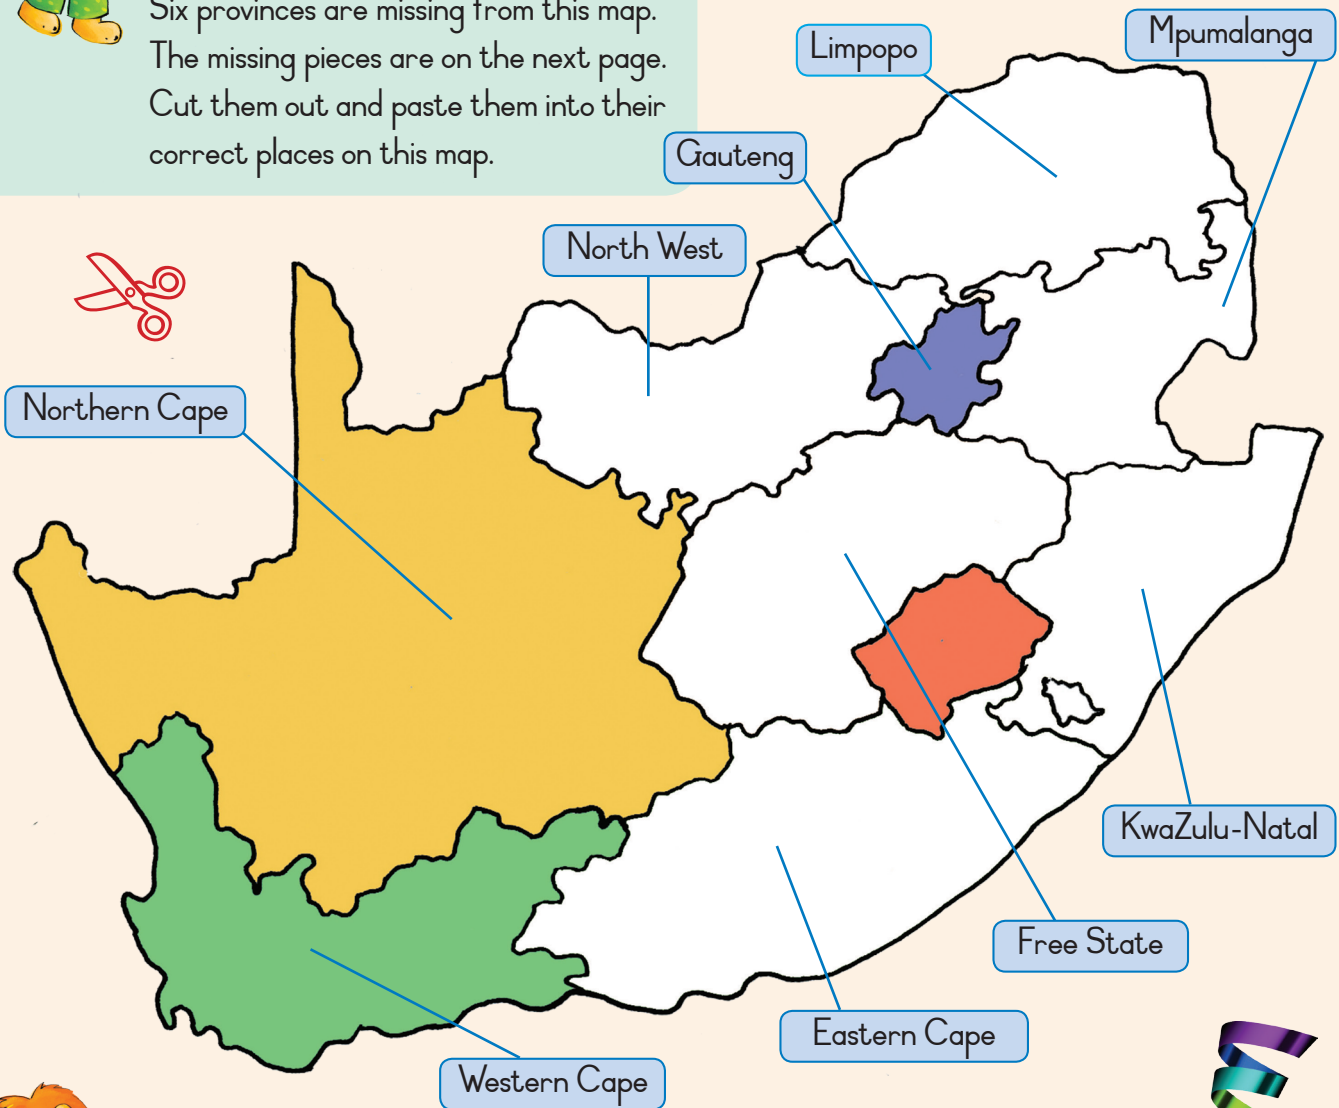 Six provinces are missing from this map.
The missing pieces are on the next page.
Cut them out and paste them into their
correct places on this map.
Mpumalanga
Limpopo
Gauteng
North West
Northern Cape
KwaZulu-Natal
Free State
Eastern Cape
Western Cape